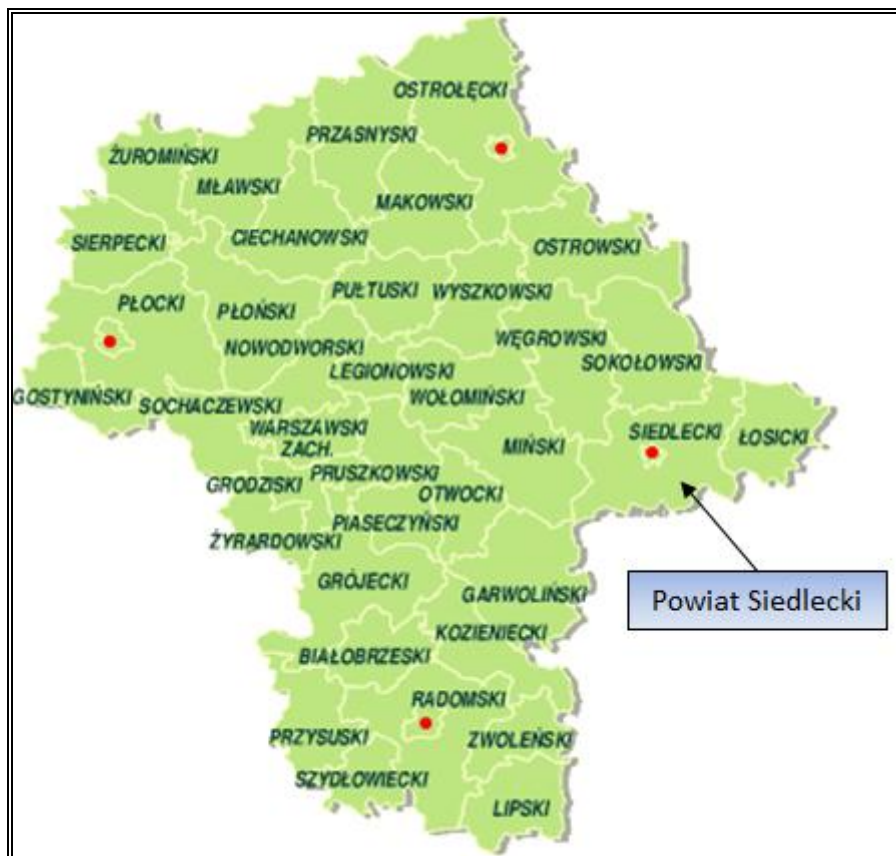 OSTROŁĘCKI
PRZASNYSKI
ŻUROMIŃSKI
MŁAWSKI
MAKOWSKI
SIERPECKI
CIECHANOWSKI
OSTROWSKI
PŁOCKI
PŁOŃSKI
PUŁTUSKI
WYSZKOWSKI
NOWODWORSKI
WĘGROWSKI
SOKOŁOWSKI
LEGIONOWSKI
GOSTYNIŃSKI
SOCHACZEWSKI
WOŁOMIŃSKI
WARSZAWSKI
ZACH.
MIŃSKI
SIEDLECKI
ŁOSICKI
PRUSZKOWSKI
GRODZISKI
OTWOCKI
PIASECZYŃSKI
ŻYRARDOWSKI
GRÓJECKI
GARWOLIŃSKI
Powiat Siedlecki
KOZIENECKI
BIAŁOBRZESKI
RADOMSKI
PRZYSUSKI
ZWOLEŃSKI
SZYDŁOWIECKI
LIPSKI